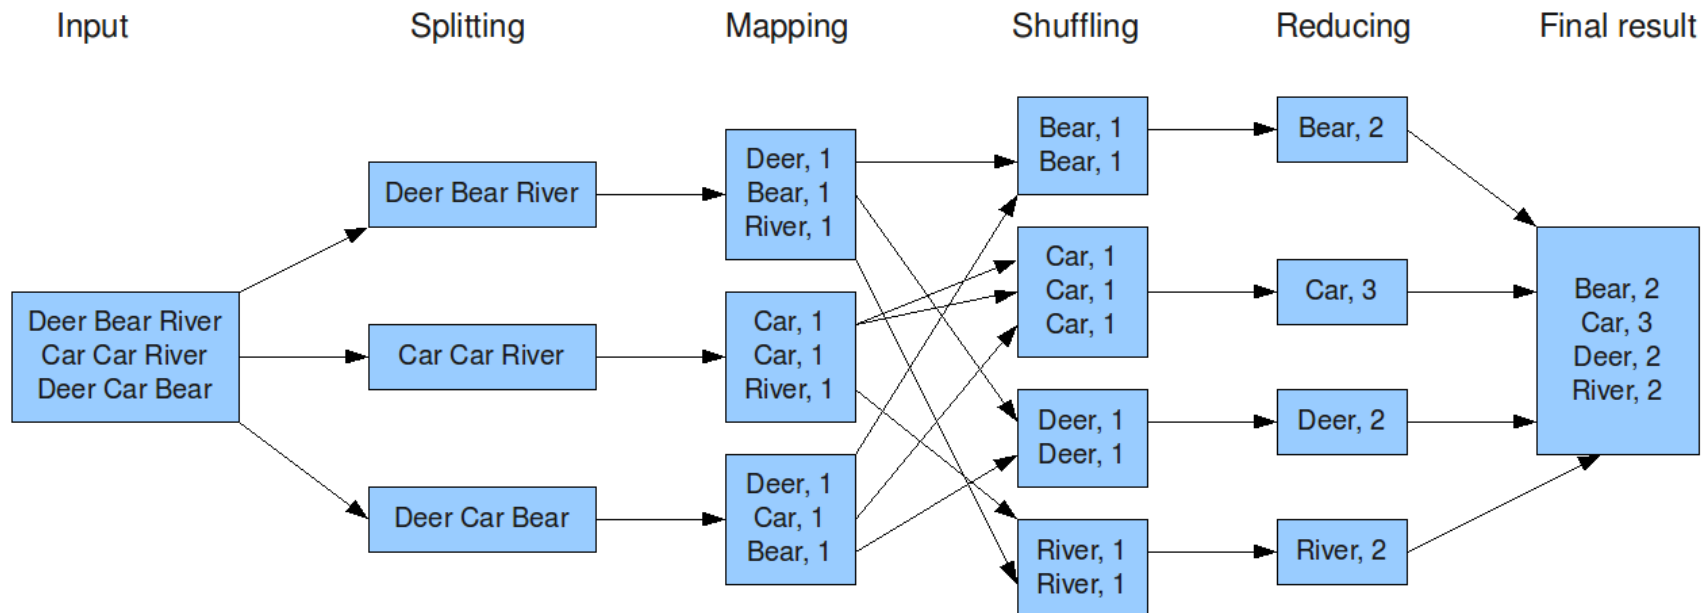 Input
Splitting
Mapping
Shuffling
Reducing
Final result
Deer Bear River
Car Car River
Deer Car Bear
Deer Bear River
Car Car River
Deer Car Bear
Deer, 1
Bear, 1
River, 1
Car, 1
Car, 1
River, 1
Deer, 1
Car, 1
Bear, 1
Bear, 1
Bear, 1
Car, 1
Car, 1
Car, 1
Deer, 1
Deer, 1
River, 1
River, 1
Bear, 2
Car, 3
Deer, 2
River, 2
Bear, 2
Car, 3
Deer, 2
River, 2